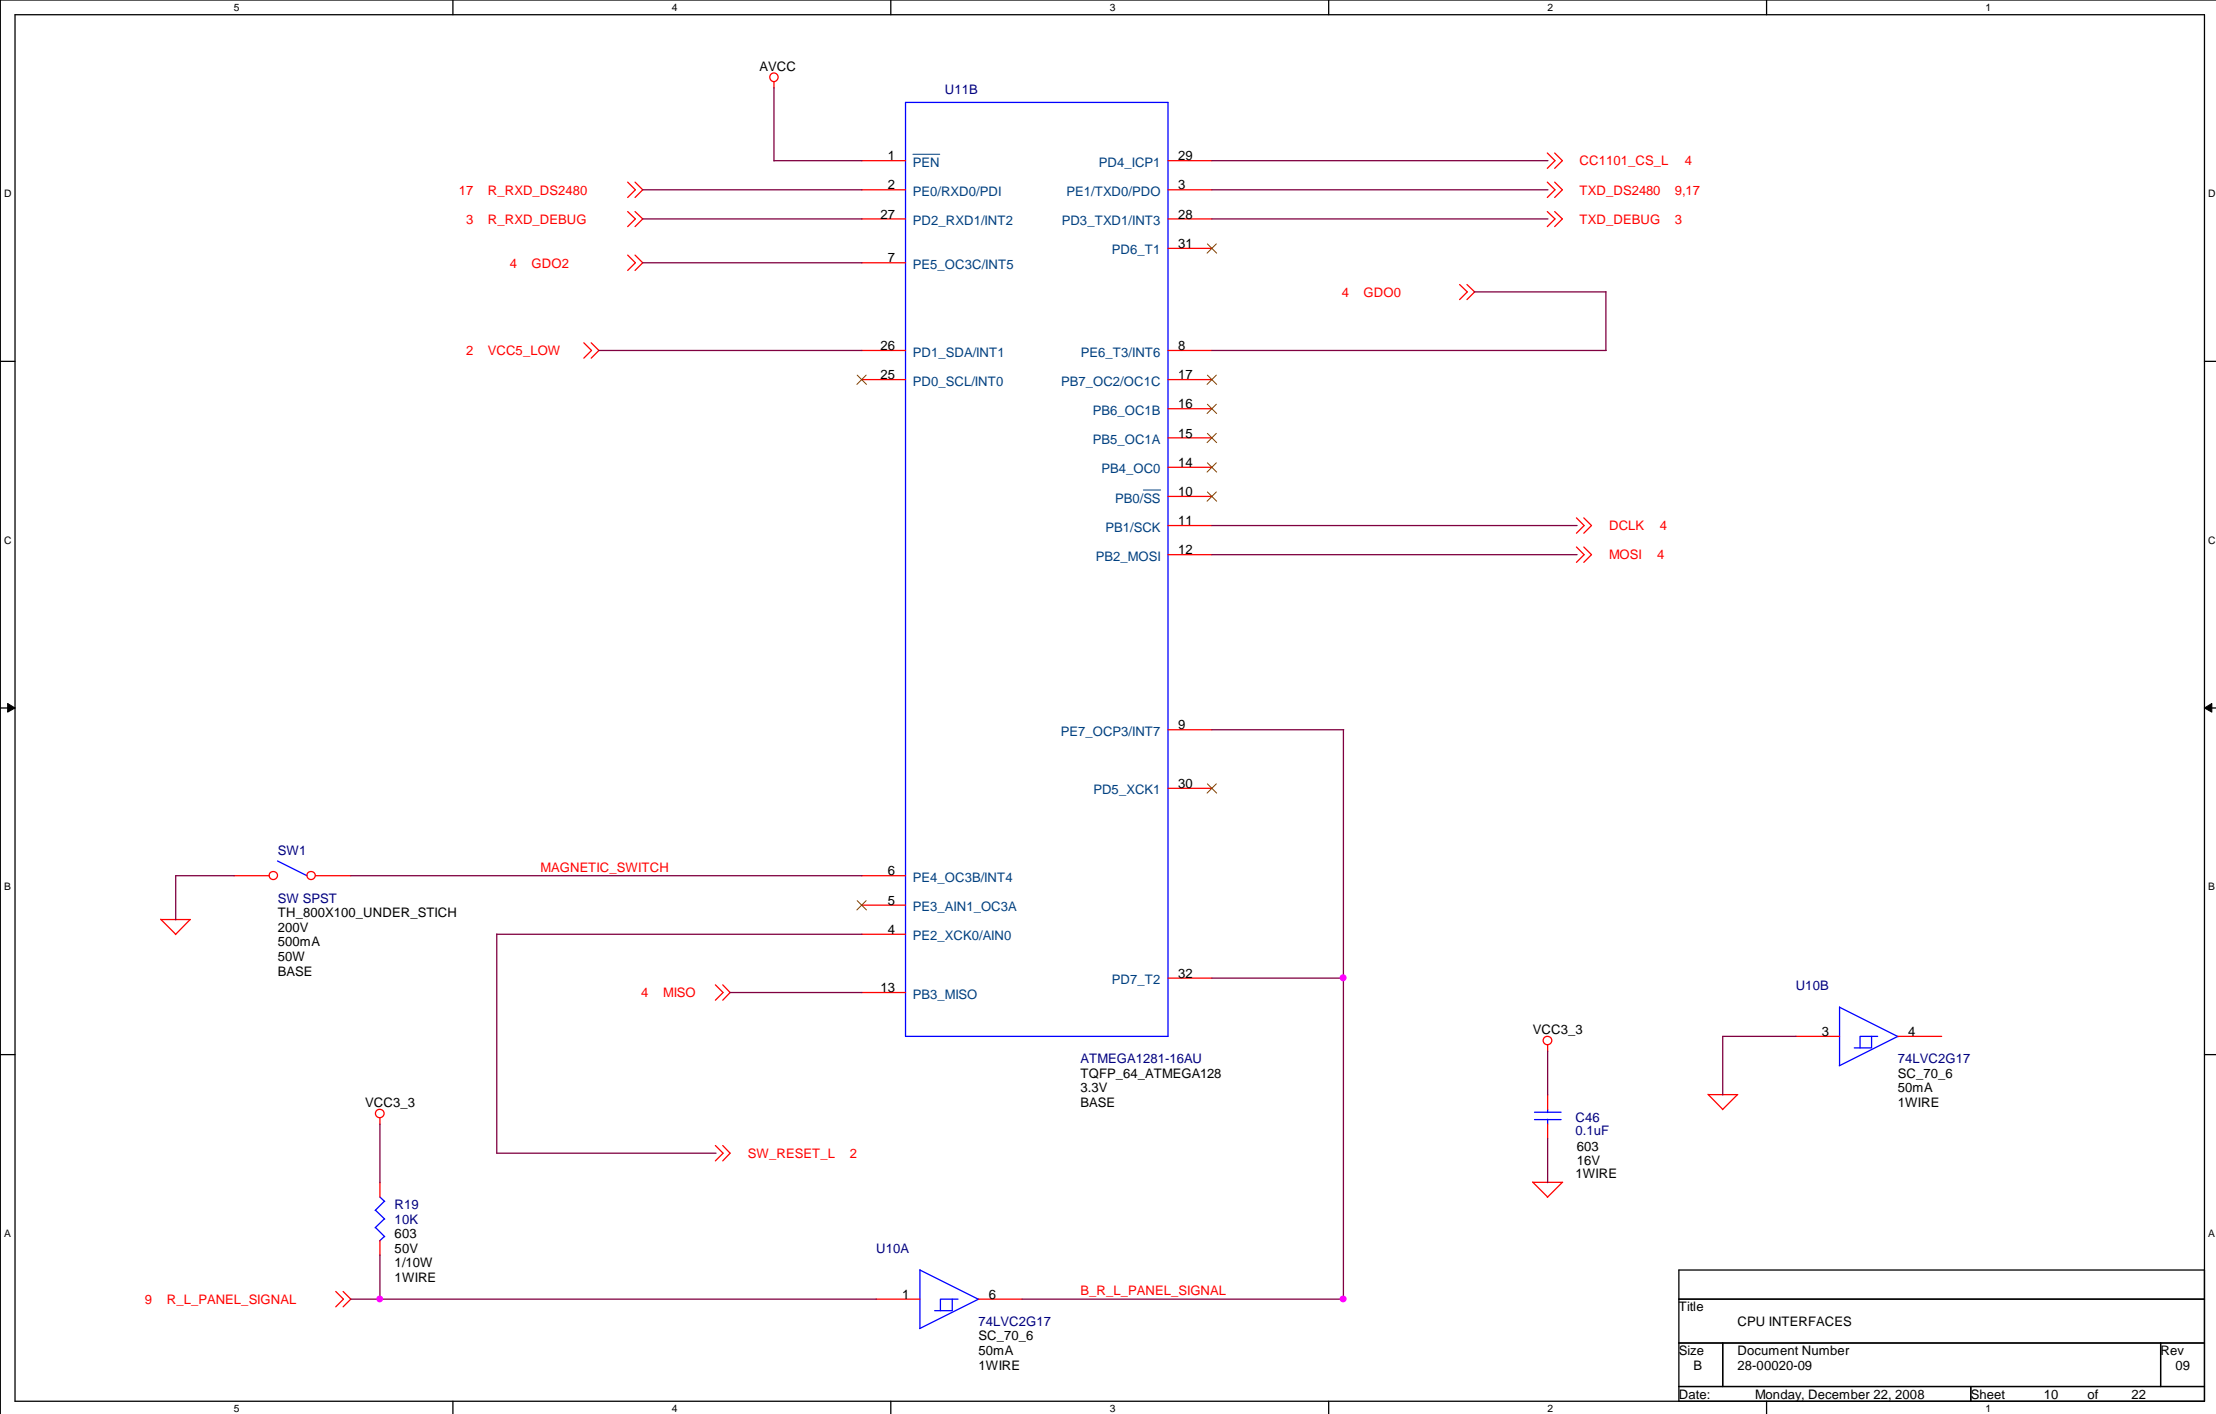 5 4 3 2 1
AVCC
U11B
1 PEN
PD4_ICP1 29
CC1101_CS_L 4
D
D
17 R_RXD_DS2480
2 PE0/RXD0/PDI
PE1/TXD0/PDO 3
TXD_DS2480 9,17
3 R_RXD_DEBUG
27 PD2_RXD1/INT2
PD3_TXD1/INT3 28
TXD_DEBUG 3
PD6_T1 31
4 GDO2
7 PE5_OC3C/INT5
4 GDO0
2 VCC5_LOW
26 PD1_SDA/INT1
PE6_T3/INT6 8
25 PD0_SCL/INT0
PB7_OC2/OC1C 17
PB6_OC1B 16
PB5_OC1A 15
PB4_OC0 14
PB0/SS 10
PB1/SCK 11
DCLK 4
C
C
PB2_MOSI 12
MOSI 4
PE7_OCP3/INT7 9
PD5_XCK1 30
SW1
MAGNETIC_SWITCH
6 PE4_OC3B/INT4
B
B
SW SPST
TH_800X100_UNDER_STICH
200V
500mA
50W
BASE
5 PE3_AIN1_OC3A
4 PE2_XCK0/AIN0
PD7_T2 32
4 MISO
13 PB3_MISO
U10B
3 4
74LVC2G17
SC_70_6
50mA
1WIRE
ATMEGA1281-16AU
TQFP_64_ATMEGA128
3.3V
BASE
VCC3_3
C46
0.1uF
603
16V
1WIRE
VCC3_3
SW_RESET_L 2
R19
10K
603
50V
1/10W
1WIRE
A
A
U10A
9 R_L_PANEL_SIGNAL
1 6
B_R_L_PANEL_SIGNAL
74LVC2G17
SC_70_6
50mA
1WIRE
Title
CPU INTERFACES
Size Document Number Rev
B 28-00020-09 09
Date: Monday, December 22, 2008 Sheet 10 of 22
5 4 3 2 1